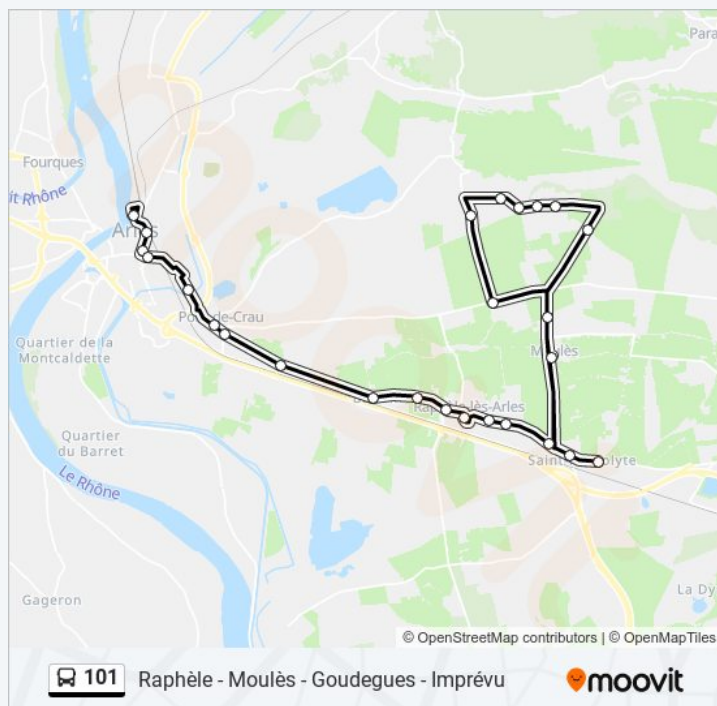 Para
Fourques
it Rhône
Arles
Pont-de-Crau
Quartier de la
Montcaldette
Moulès
Raphèle lès-Arles
Quartier
du Barret
Le Rhône
La Dy
Gageron
© OpenStreetMap contributors | © OpenMapTiles
101 Raphèle - Moulès - Goudegues - Imprévu moovit